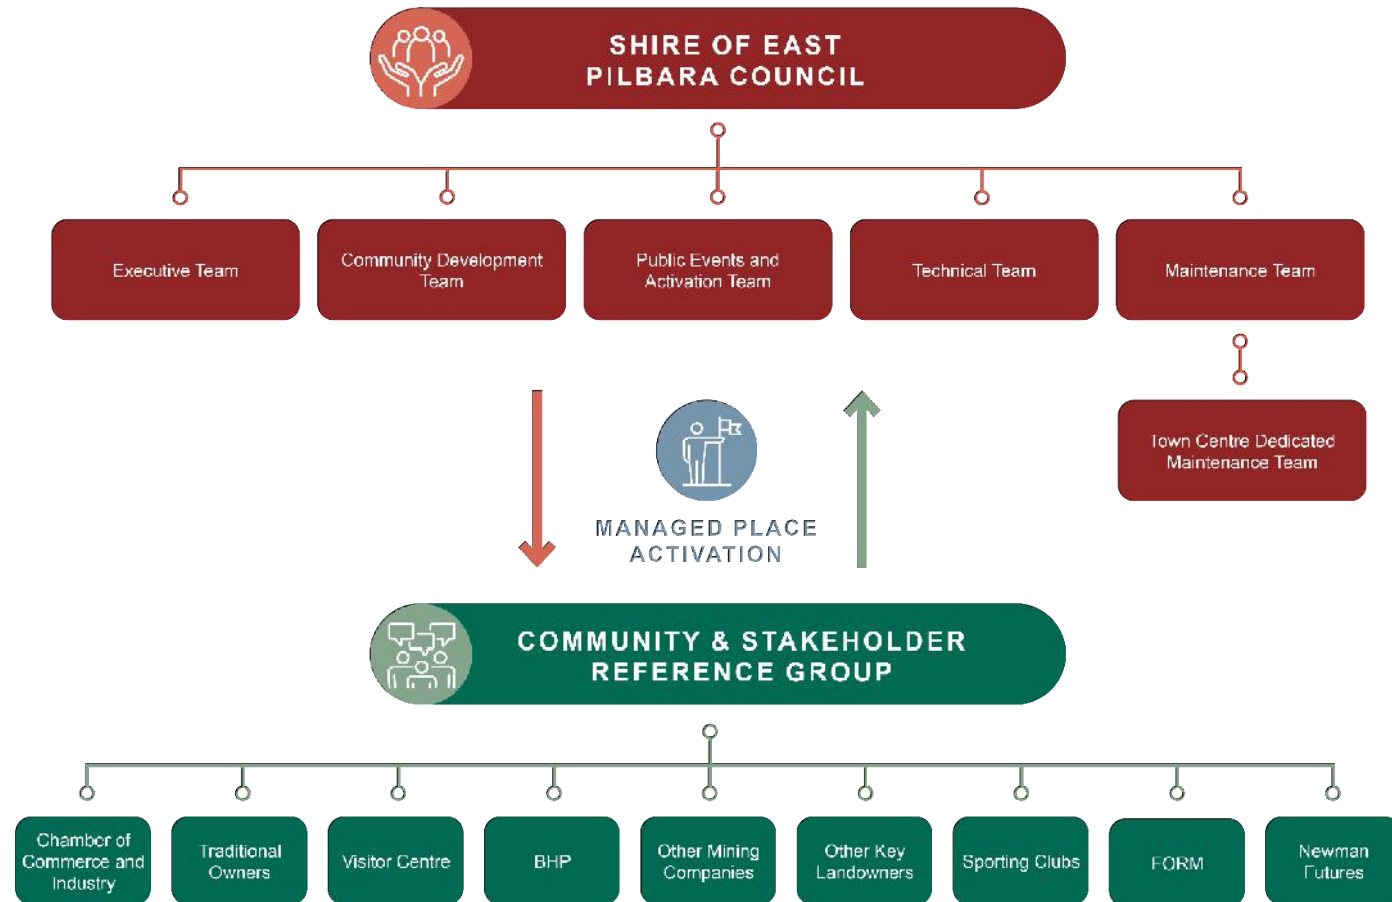 SHIRE OF EAST
PILBARA COUNCIL
Executive Team
Community Development
Team
Public Events and
Activation Team
Technical Team
Maintenance Team
Town Centre Dedicated
Maintenance Team
MANAGED PLACE
ACTIVATION
COMMUNITY & STAKEHOLDER
REFERENCE GROUP
Chamber of
Commerce and
Industry
Traditional
Owners
Visitor Centre
BHP
Other Mining
Companies
Other Key
Landowners
Sporting Clubs
FORM
Newman
Futures